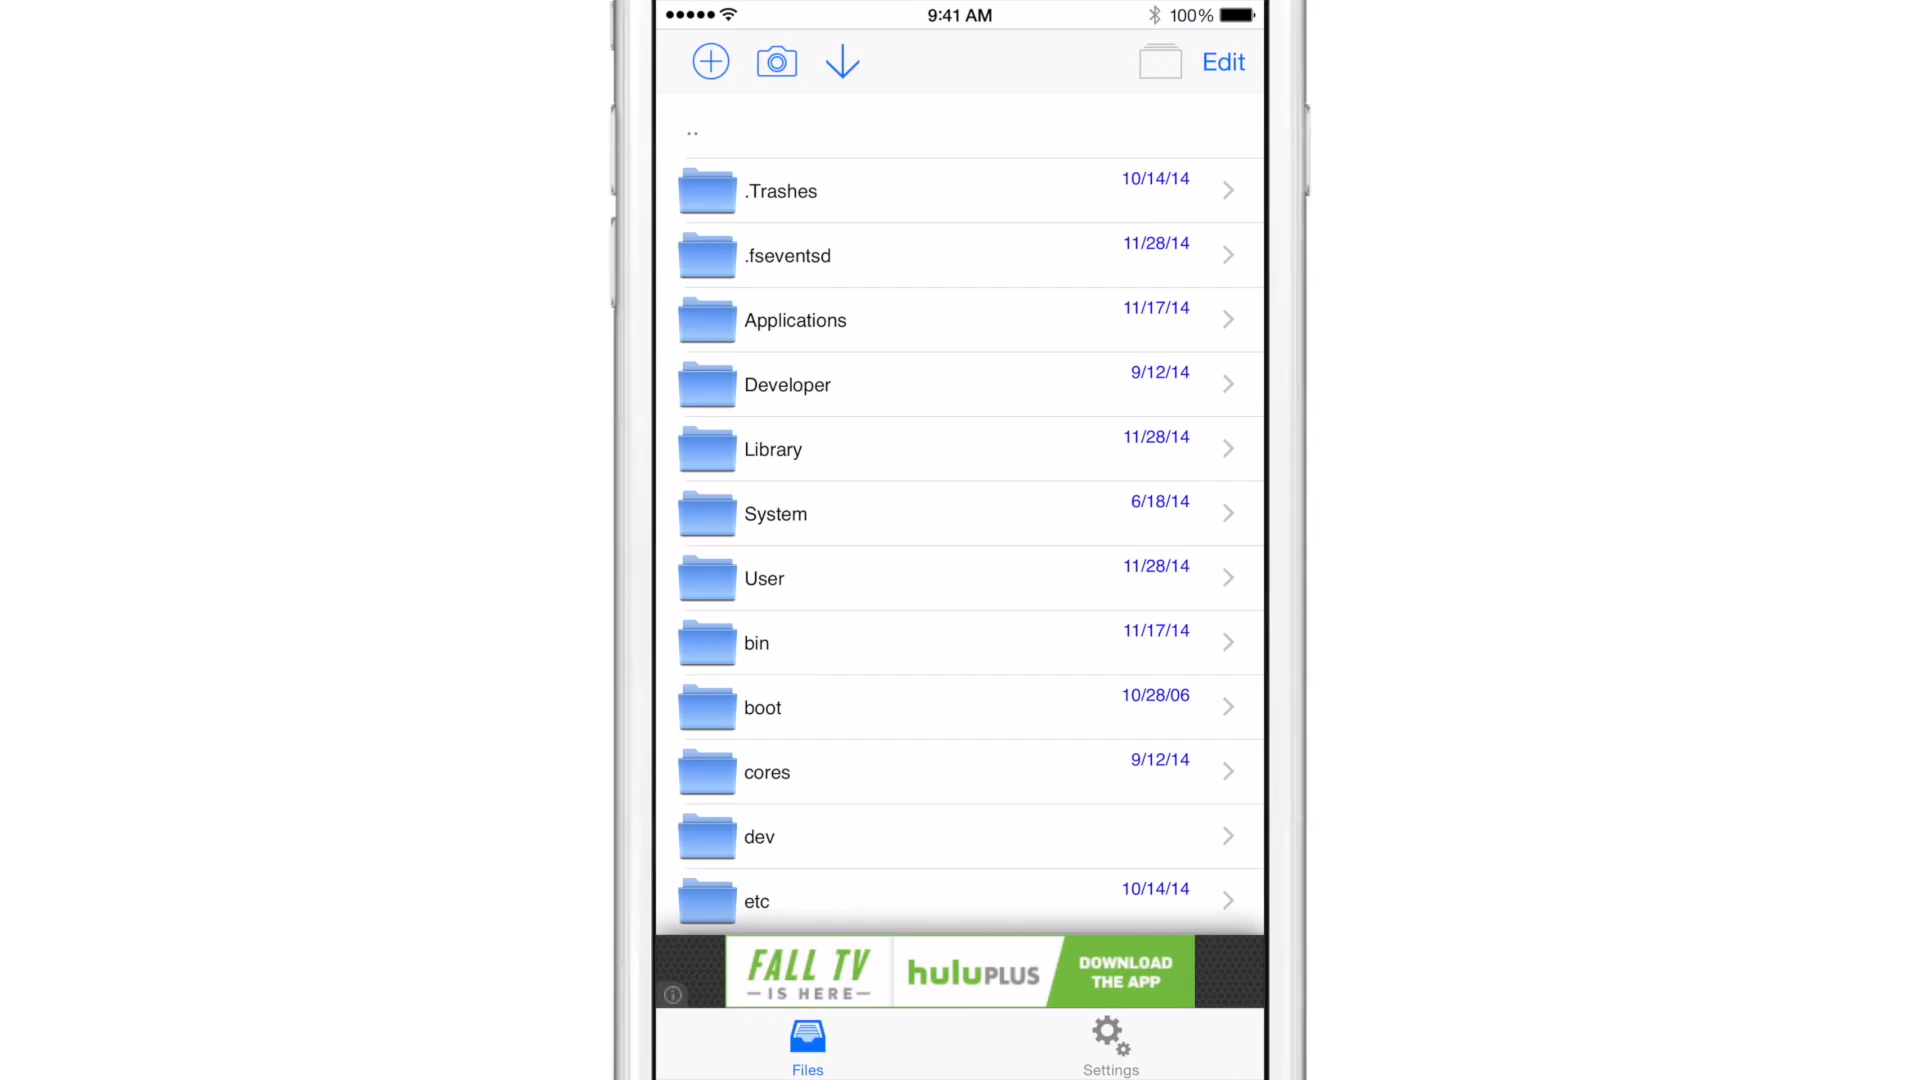 9:41 AM
100%
Edit
..
.Trashes
10/14/14
.fseventsd
11/28/14
Applications
11/17/14
Developer
9/12/14
Library
11/28/14
System
6/18/14
User
11/28/14
bin
11/17/14
boot
10/28/06
cores
9/12/14
dev
etc
10/14/14
FALL TV
IS HERE
huluPLUS
DOWNLOAD
THE APP
Files
Settings